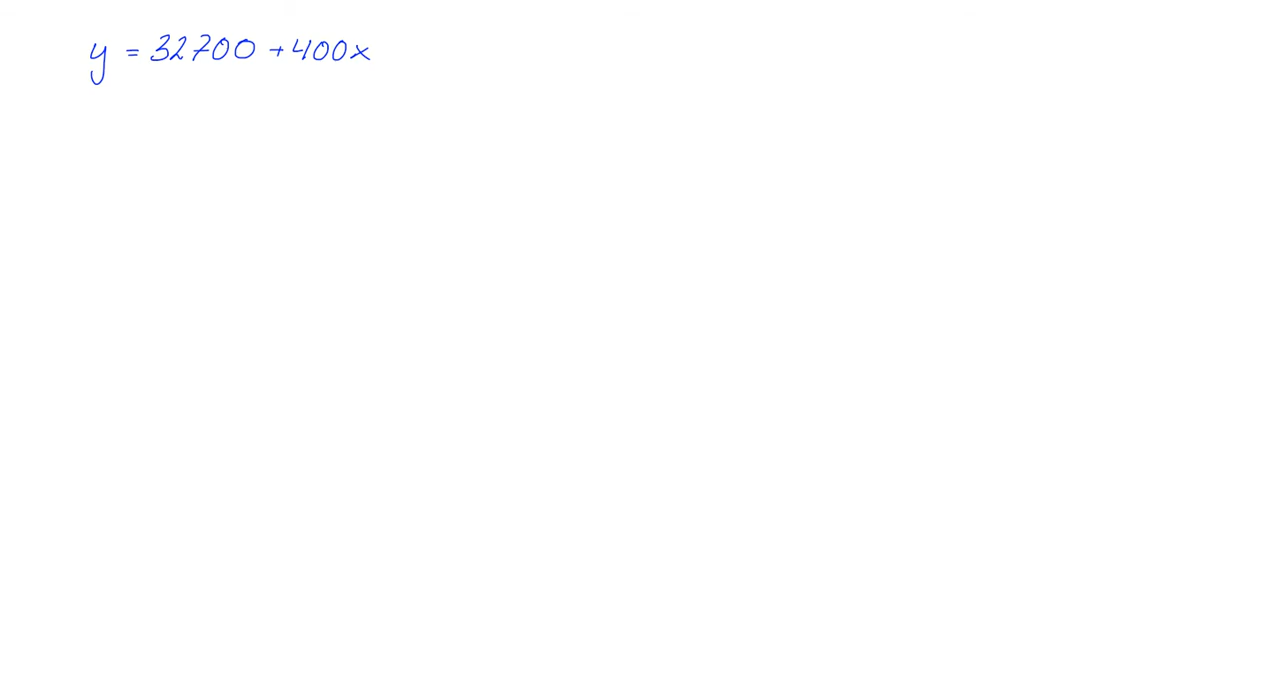 y = 32700 + 400x